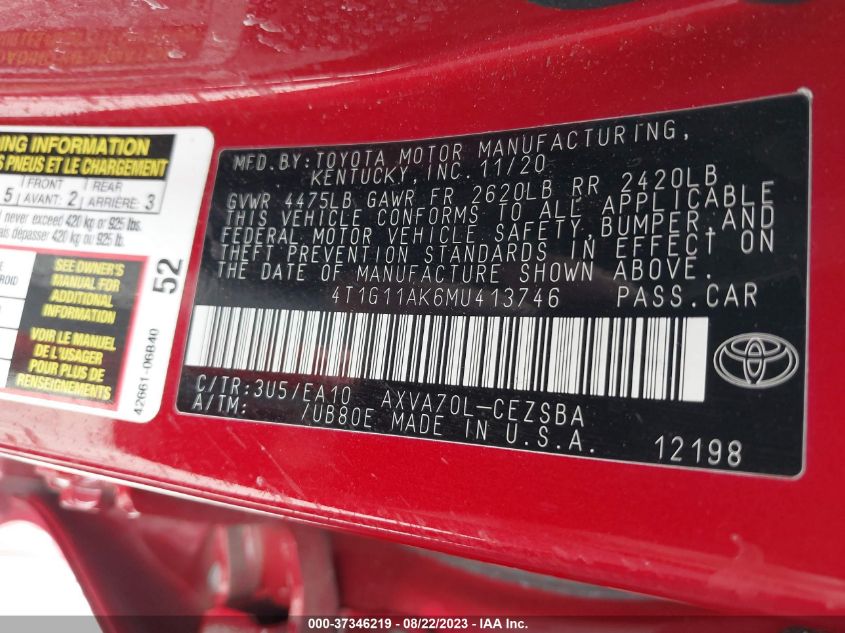 ING INFORMATION
S PNEUS ET LE CHARGEMENT
5 FRONT AVANT: 2 REAR ARRIÈRE: 3
never exceed 420 kg or 925 lbs.
ais dépasser 420 kg ou 925 lb.
SEE OWNER'S
MANUAL FOR
ADDITIONAL
INFORMATION
VOIR LE MANUEL
DE L'USAGER
POUR PLUS DE
RENSEIGNEMENTS
52
42661-06B40
MFD.BY:TOYOTA MOTOR MANUFACTURING,
KENTUCKY, INC. 11/20
GVWR 4475LB GAWR FR 2620LB RR 2420LB
THIS VEHICLE CONFORMS TO ALL APPLICABLE
FEDERAL MOTOR VEHICLE SAFETY,BUMPER,AND
THEFT PREVENTION STANDARDS IN EFFECT ON
THE DATE OF MANUFACTURE SHOWN ABOVE.
4T1G11AK6MU413746 PASS.CAR
C/TR:3U5/EA10 AXVA70L-CEZSBA
A/TM: /UB80E MADE IN U.S.A.
12198
000-37346219 - 08/22/2023 - IAAI.COM